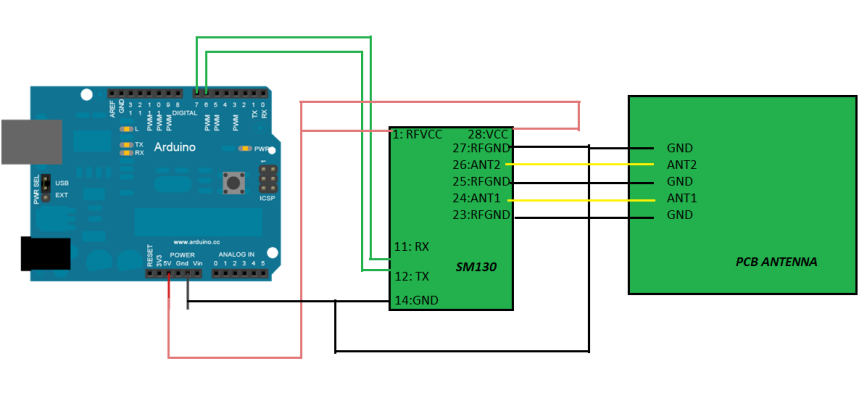 AREF
GND
13
12
PWM 11
PWM 10
PWM 9
8
DIGITAL
7
PWM 6
PWM 5
4
PWM 3
2
TX 1
RX 0
L
TX
RX
Arduino
PWR
1
ICSP
PWR SEL
USB
EXT
www.arduino.cc
POWER
ANALOG IN
RESET
3V3
5V Gnd Vin
0 1 2 3 4 5
1: RFVCC
28:VCC
27:RFGND
26:ANT2
25:RFGND
24:ANT1
23:RFGND
11: RX
12: TX
14:GND
SM130
GND
ANT2
GND
ANT1
GND
PCB ANTENNA